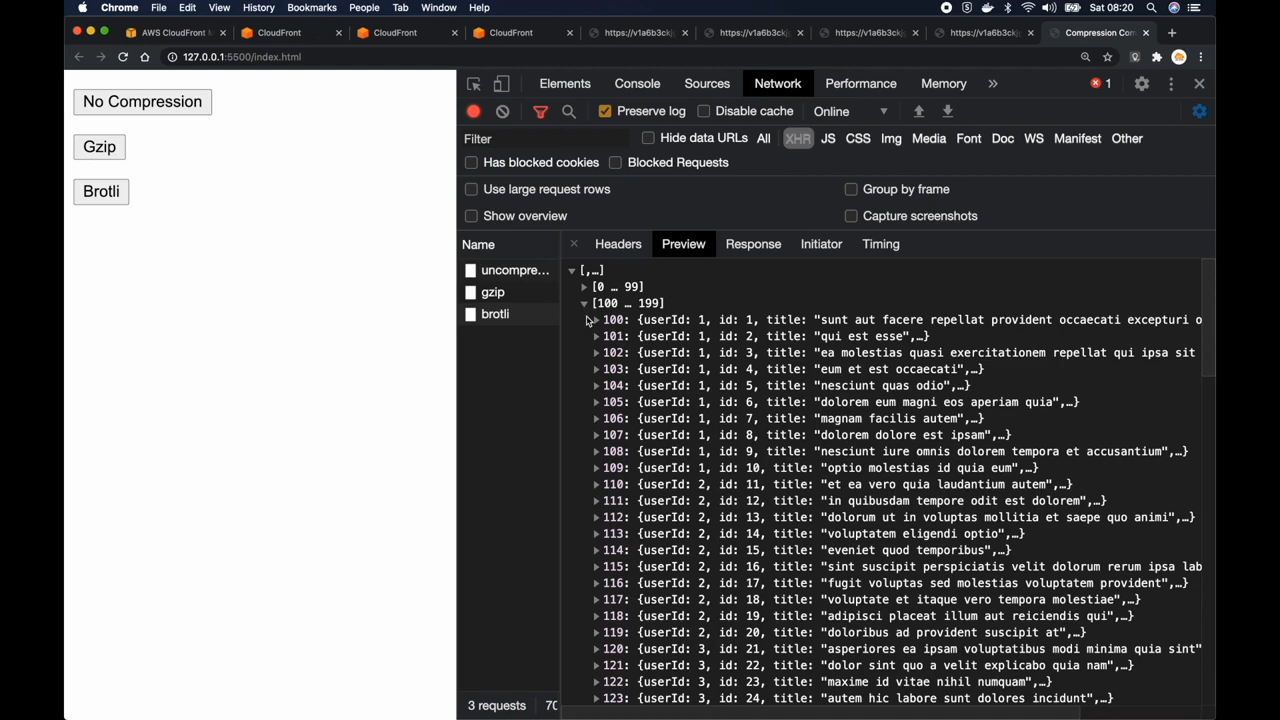 Chrome File Edit View History Bookmarks People Tab Window Help Sat 08:20
AWS CloudFront M CloudFront CloudFront CloudFront https://v1a6b3ckj https://v1a6b3ckj https://v1a6b3ckj https://v1a6b3ckj Compression Com
127.0.0.1:5500/index.html
No Compression
Gzip
Brotli
Elements Console Sources Network Performance Memory » 1
Preserve log Disable cache Online
Filter Hide data URLs All XHR JS CSS Img Media Font Doc WS Manifest Other
Has blocked cookies Blocked Requests
Use large request rows Group by frame
Show overview Capture screenshots
Name
uncompre...
gzip
brotli
3 requests 70
Headers Preview Response Initiator Timing
[,…]
[0 … 99]
[100 … 199]
100: {userId: 1, id: 1, title: "sunt aut facere repellat provident occaecati excepturi o
101: {userId: 1, id: 2, title: "qui est esse",…}
102: {userId: 1, id: 3, title: "ea molestias quasi exercitationem repellat qui ipsa sit
103: {userId: 1, id: 4, title: "eum et est occaecati",…}
104: {userId: 1, id: 5, title: "nesciunt quas odio",…}
105: {userId: 1, id: 6, title: "dolorem eum magni eos aperiam quia",…}
106: {userId: 1, id: 7, title: "magnam facilis autem",…}
107: {userId: 1, id: 8, title: "dolorem dolore est ipsam",…}
108: {userId: 1, id: 9, title: "nesciunt iure omnis dolorem tempora et accusantium",…}
109: {userId: 1, id: 10, title: "optio molestias id quia eum",…}
110: {userId: 2, id: 11, title: "et ea vero quia laudantium autem",…}
111: {userId: 2, id: 12, title: "in quibusdam tempore odit est dolorem",…}
112: {userId: 2, id: 13, title: "dolorum ut in voluptas mollitia et saepe quo animi",…}
113: {userId: 2, id: 14, title: "voluptatem eligendi optio",…}
114: {userId: 2, id: 15, title: "eveniet quod temporibus",…}
115: {userId: 2, id: 16, title: "sint suscipit perspiciatis velit dolorum rerum ipsa lab
116: {userId: 2, id: 17, title: "fugit voluptas sed molestias voluptatem provident",…}
117: {userId: 2, id: 18, title: "voluptate et itaque vero tempora molestiae",…}
118: {userId: 2, id: 19, title: "adipisci placeat illum aut reiciendis qui",…}
119: {userId: 2, id: 20, title: "doloribus ad provident suscipit at",…}
120: {userId: 3, id: 21, title: "asperiores ea ipsam voluptatibus modi minima quia sint"
121: {userId: 3, id: 22, title: "dolor sint quo a velit explicabo quia nam",…}
122: {userId: 3, id: 23, title: "maxime id vitae nihil numquam",…}
123: {userId: 3, id: 24, title: "autem hic labore sunt dolores incidunt",…}